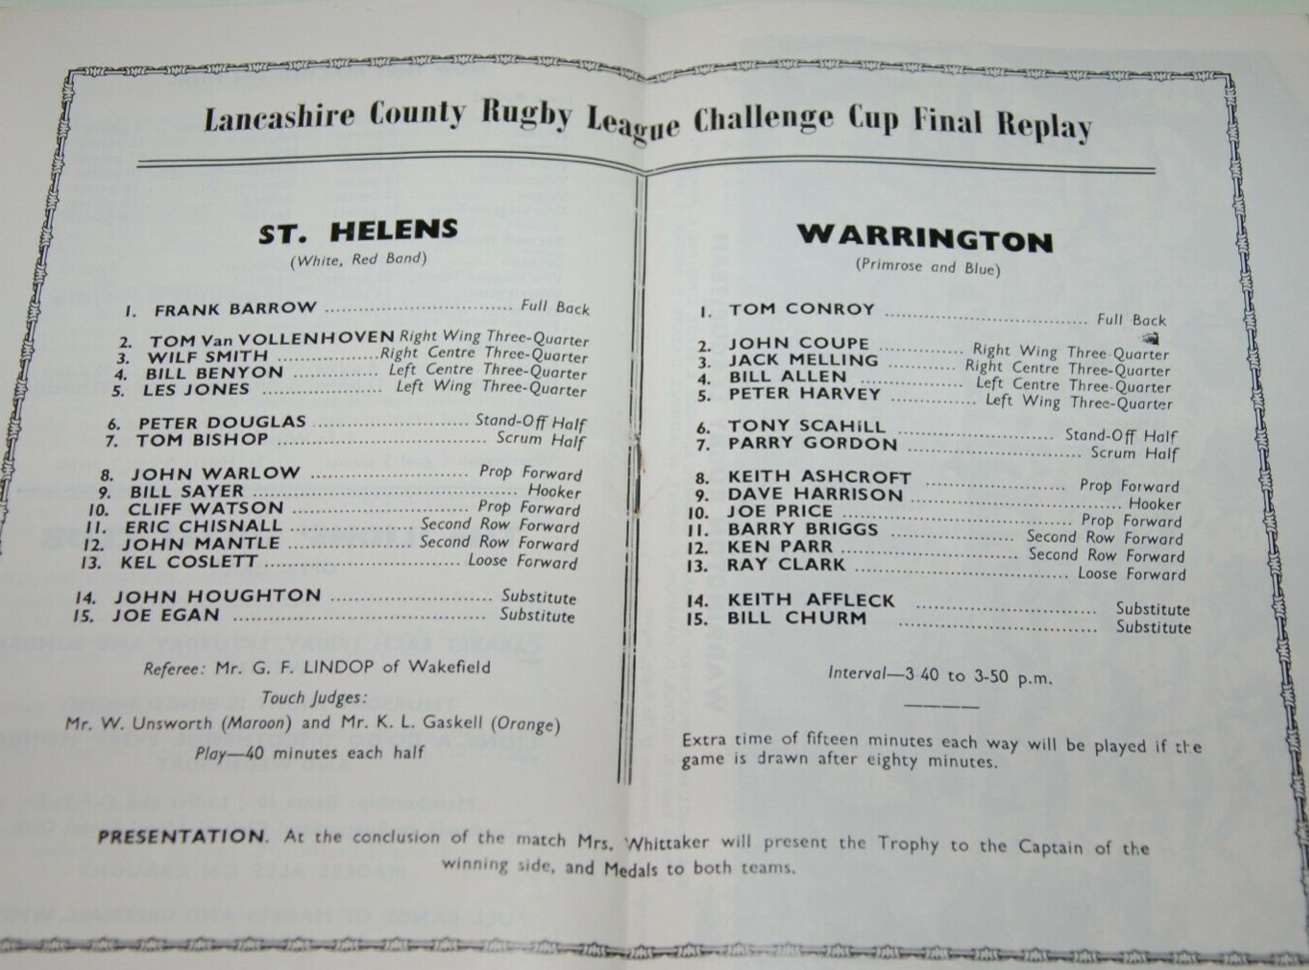 Lancashire County Rugby League Challenge Cup Final Replay
ST. HELENS
(White, Red Band)
1. FRANK BARROW .......... Full Back
2. TOM Van VOLLENHOVEN Right Wing Three-Quarter
3. WILF SMITH .......... Right Centre Three-Quarter
4. BILL BENYON .......... Left Centre Three-Quarter
5. LES JONES .......... Left Wing Three-Quarter
6. PETER DOUGLAS .......... Stand-Off Half
7. TOM BISHOP .......... Scrum Half
8. JOHN WARLOW .......... Prop Forward
9. BILL SAYER .......... Hooker
10. CLIFF WATSON .......... Prop Forward
11. ERIC CHISNALL .......... Second Row Forward
12. JOHN MANTLE .......... Second Row Forward
13. KEL COSLETT .......... Loose Forward
14. JOHN HOUGHTON .......... Substitute
15. JOE EGAN .......... Substitute
Referee: Mr. G. F. LINDOP of Wakefield
Touch Judges:
Mr. W. Unsworth (Maroon) and Mr. K. L. Gaskell (Orange)
Play—40 minutes each half
WARRINGTON
(Primrose and Blue)
1. TOM CONROY .......... Full Back
2. JOHN COUPE .......... Right Wing Three-Quarter
3. JACK MELLING .......... Right Centre Three-Quarter
4. BILL ALLEN .......... Left Centre Three-Quarter
5. PETER HARVEY .......... Left Wing Three-Quarter
6. TONY SCAHiLL .......... Stand-Off Half
7. PARRY GORDON .......... Scrum Half
8. KEITH ASHCROFT .......... Prop Forward
9. DAVE HARRISON .......... Hooker
10. JOE PRICE .......... Prop Forward
11. BARRY BRIGGS .......... Second Row Forward
12. KEN PARR .......... Second Row Forward
13. RAY CLARK .......... Loose Forward
14. KEITH AFFLECK .......... Substitute
15. BILL CHURM .......... Substitute
Interval—3 40 to 3-50 p.m.
Extra time of fifteen minutes each way will be played if the
game is drawn after eighty minutes.
PRESENTATION. At the conclusion of the match Mrs. Whittaker will present the Trophy to the Captain of the
winning side, and Medals to both teams.